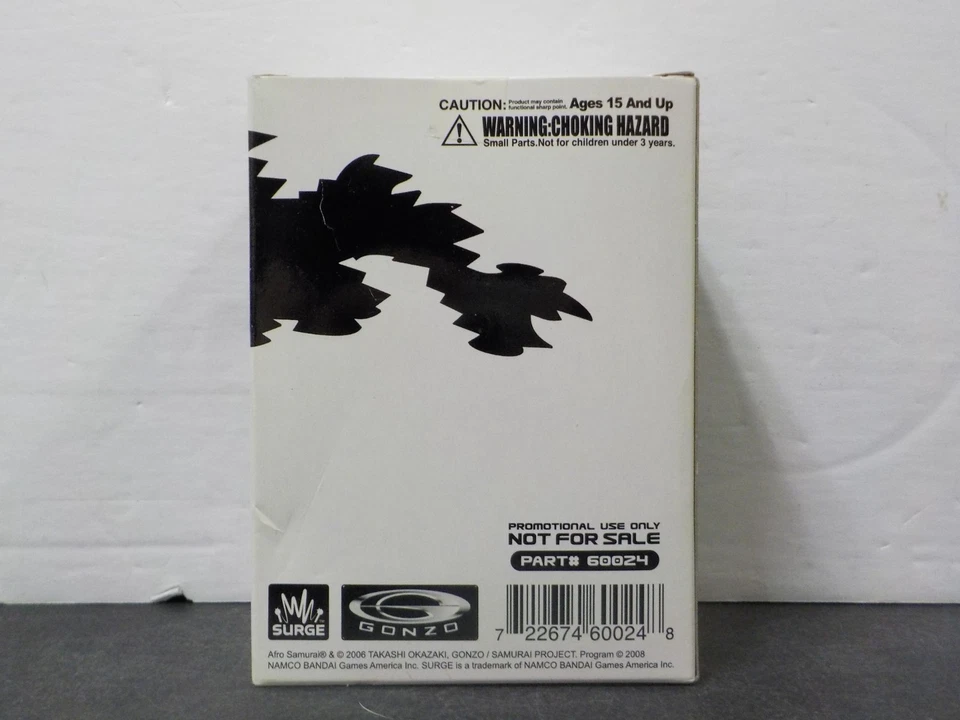 CAUTION: Product may contain functional sharp point. Ages 15 And Up
WARNING:CHOKING HAZARD
Small Parts.Not for children under 3 years.
PROMOTIONAL USE ONLY
NOT FOR SALE
PART# 60024
SURGE
GONZO
7 22674 60024 8
Afro Samurai® & © 2006 TAKASHI OKAZAKI, GONZO / SAMURAI PROJECT. Program © 2008
NAMCO BANDAI Games America Inc. SURGE is a trademark of NAMCO BANDAI Games America Inc.